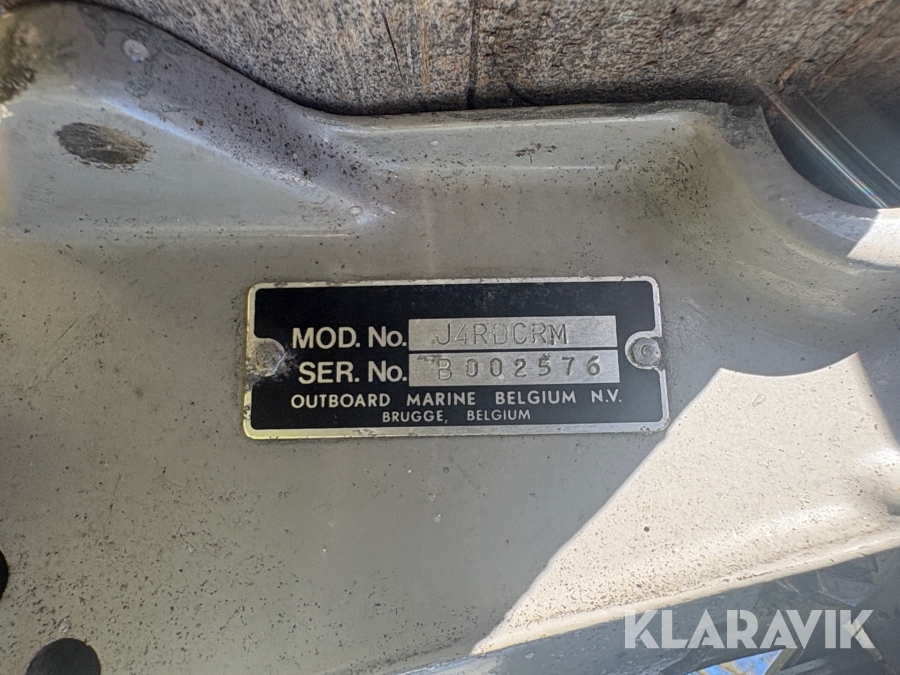 MOD. No. J4RDCRM
SER. No. B002576
OUTBOARD MARINE BELGIUM N.V.
BRUGGE, BELGIUM
KLARAVIK